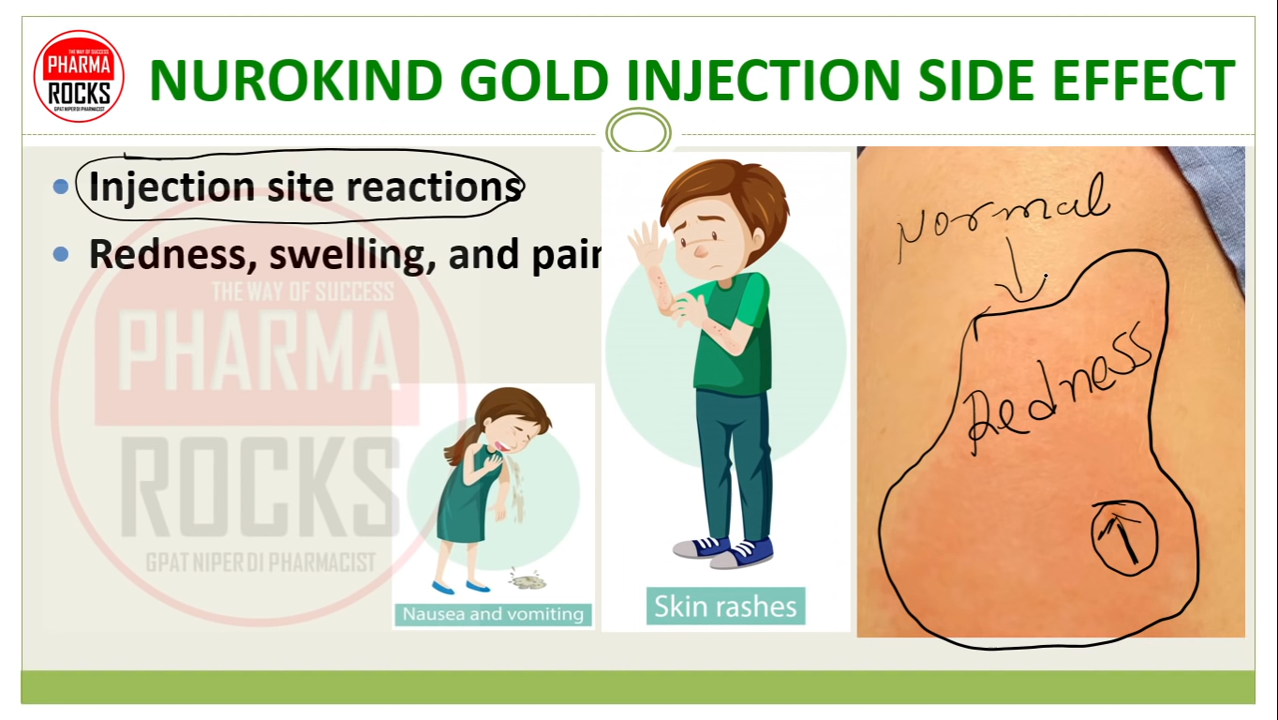 THE WAY OF SUCCESS
PHARMA
ROCKS
GPAT NIPER DI PHARMACIST
NUROKIND GOLD INJECTION SIDE EFFECT
Injection site reactions
Redness, swelling, and pain
THE WAY OF SUCCESS
PHARMA
ROCKS
GPAT NIPER DI PHARMACIST
Nausea and vomiting
Skin rashes
Normal
Redness